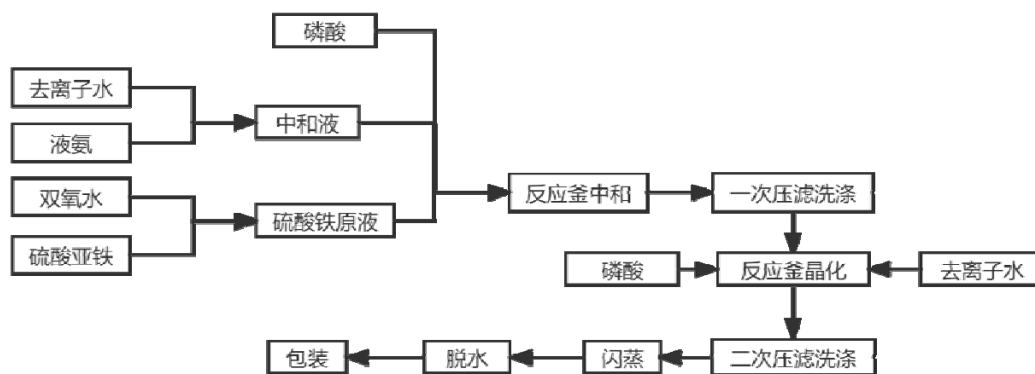 磷酸
去离子水
液氨
中和液
双氧水
硫酸亚铁
硫酸铁原液
反应釜中和
一次压滤洗涤
磷酸
反应釜晶化
去离子水
二次压滤洗涤
闪蒸
脱水
包装